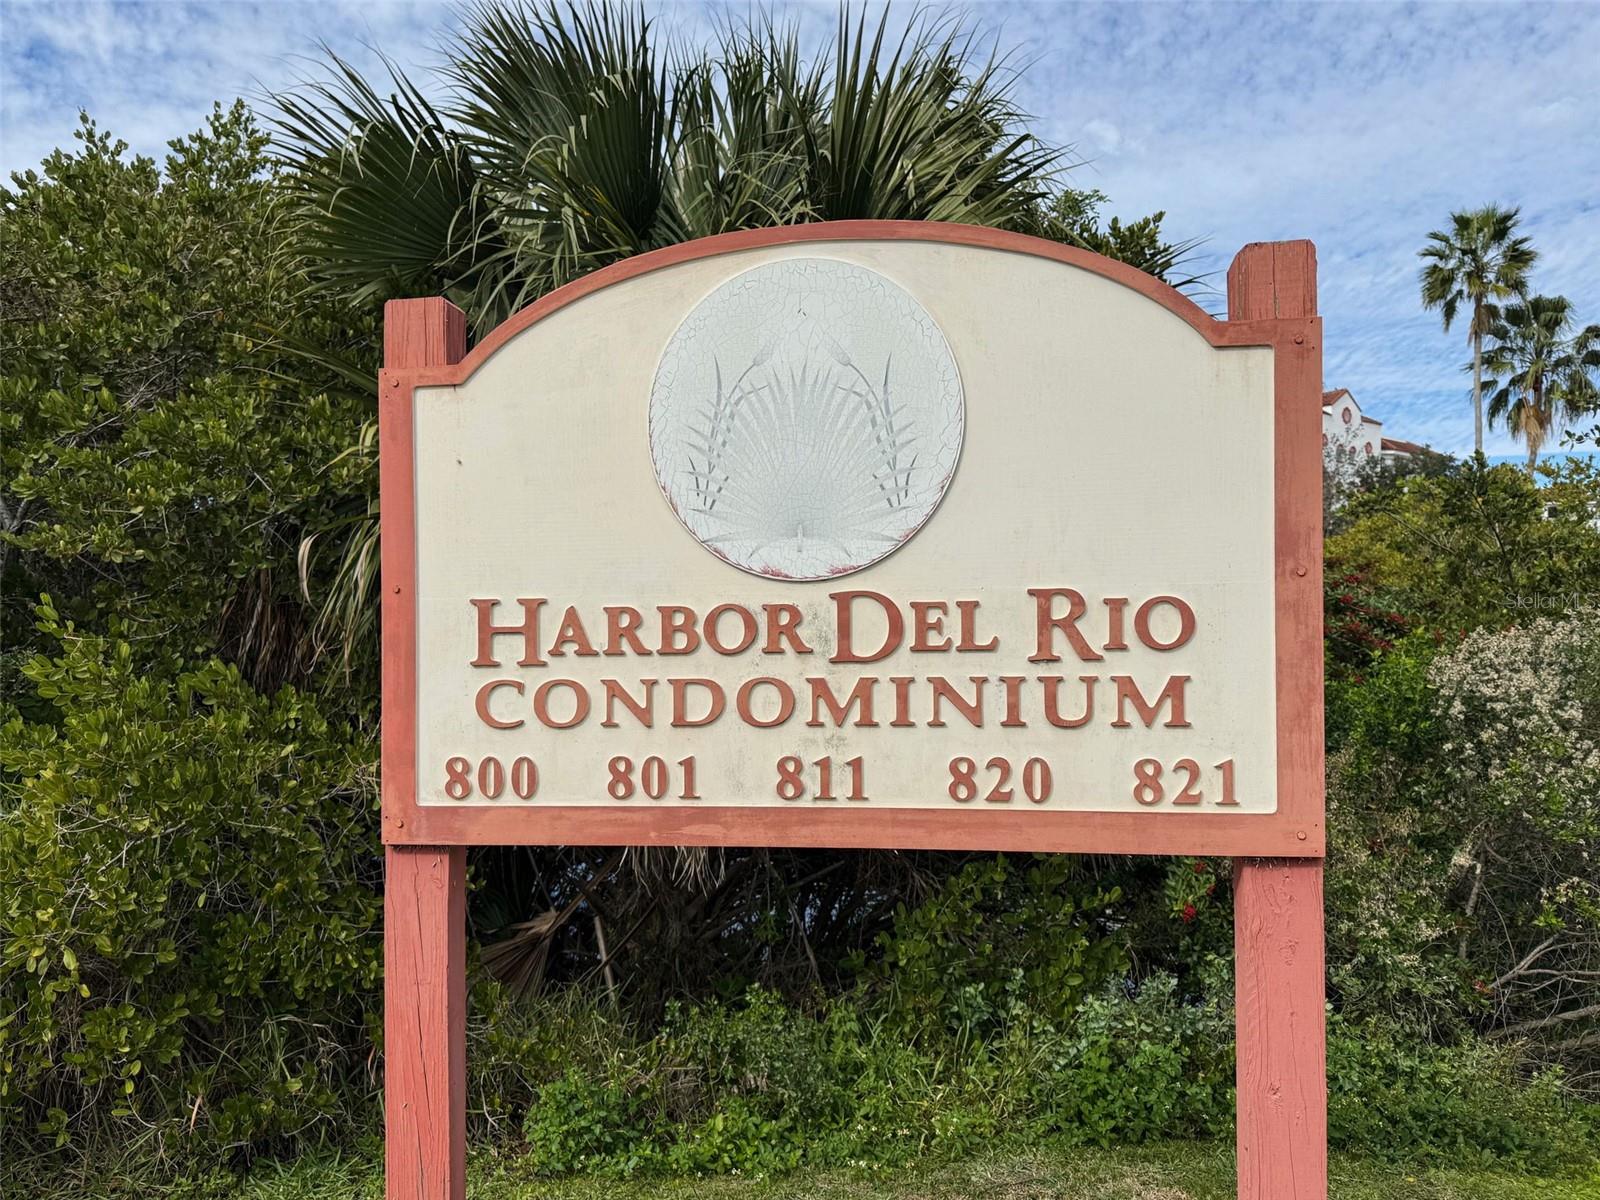 HARBOR DEL RIO
CONDOMINIUM
800 801 811 820 821
Stellar MLS